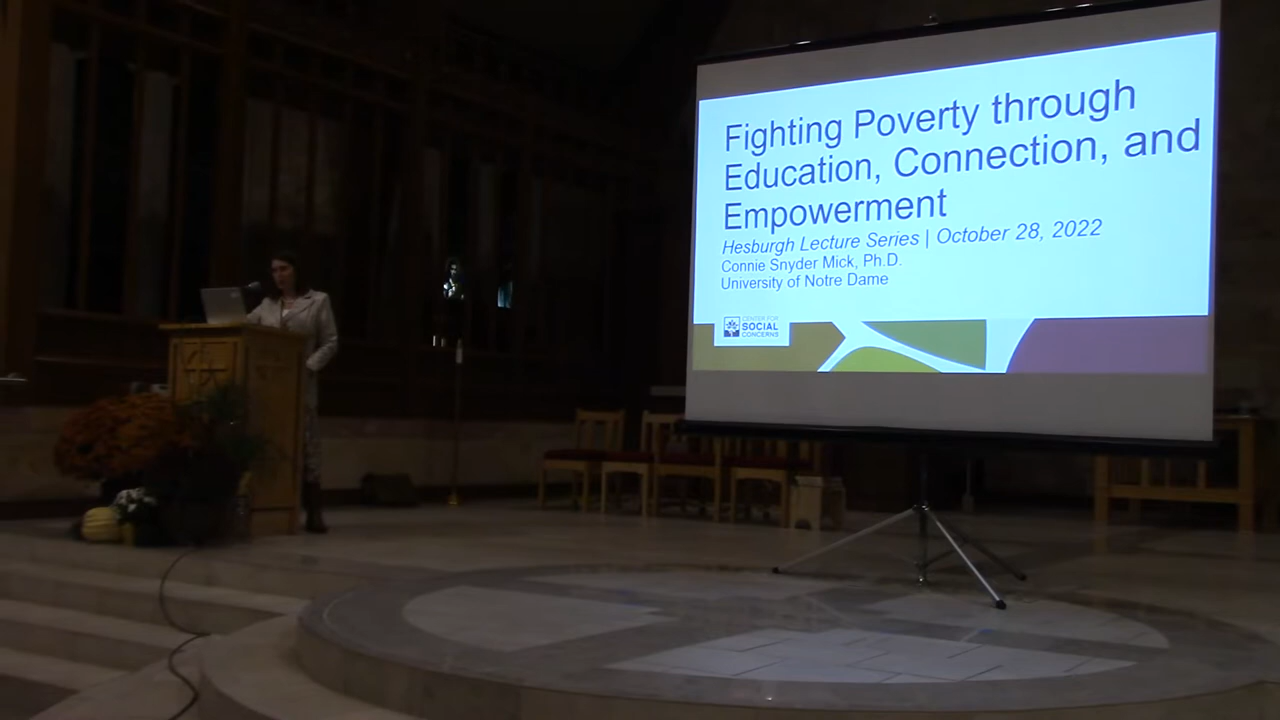 Fighting Poverty through
Education, Connection, and
Empowerment
Hesburgh Lecture Series | October 28, 2022
Connie Snyder Mick, Ph.D.
University of Notre Dame
CENTER FOR
SOCIAL
CONCERNS